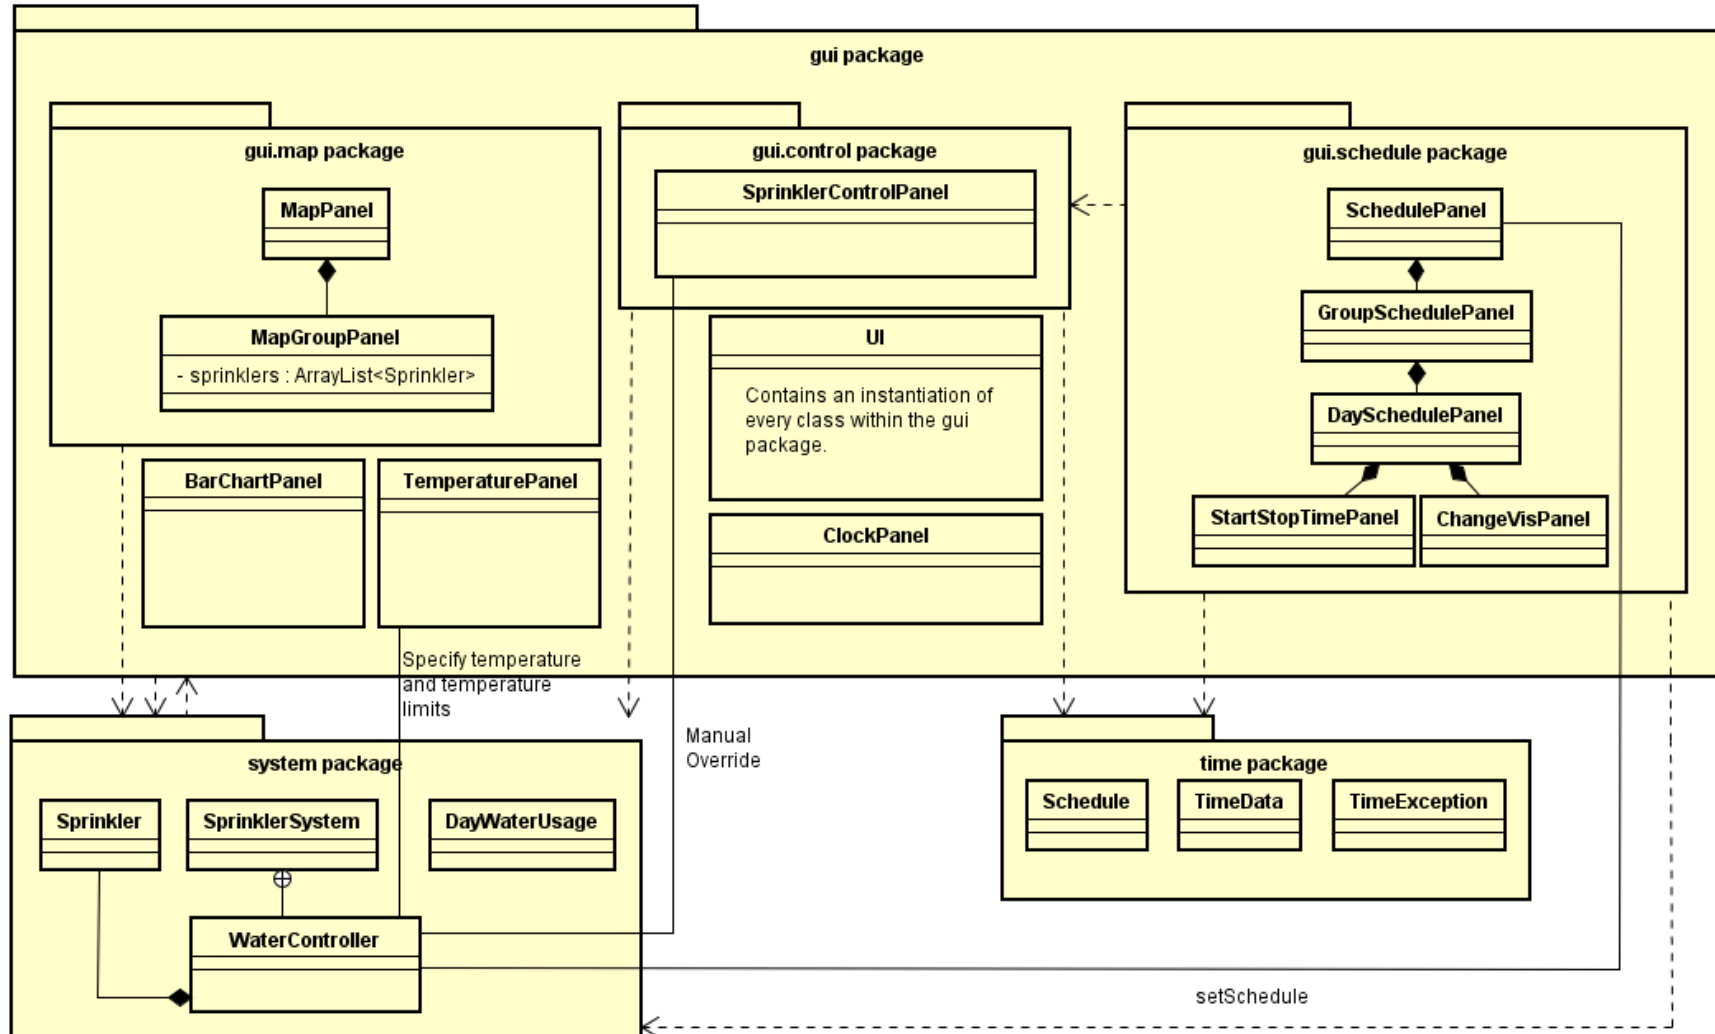 gui package
gui.map package
MapPanel
MapGroupPanel
- sprinklers : ArrayList<Sprinkler>
BarChartPanel
TemperaturePanel
gui.control package
SprinklerControlPanel
UI
Contains an instantiation of
every class within the gui
package.
ClockPanel
gui.schedule package
SchedulePanel
GroupSchedulePanel
DaySchedulePanel
StartStopTimePanel
ChangeVisPanel
Specify temperature
and temperature
limits
Manual
Override
system package
Sprinkler
SprinklerSystem
DayWaterUsage
WaterController
time package
Schedule
TimeData
TimeException
setSchedule